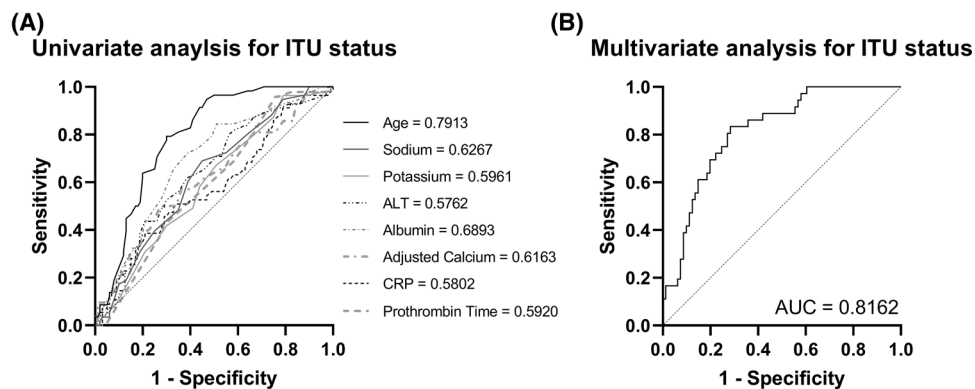 (A)
Univariate anaylsis for ITU status
1.0
0.8
0.6
0.4
0.2
0.0
Sensitivity
0.0 0.2 0.4 0.6 0.8 1.0
1 - Specificity
Age = 0.7913
Sodium = 0.6267
Potassium = 0.5961
ALT = 0.5762
Albumin = 0.6893
Adjusted Calcium = 0.6163
CRP = 0.5802
Prothrombin Time = 0.5920
(B)
Multivariate analysis for ITU status
1.0
0.8
0.6
0.4
0.2
0.0
Sensitivity
AUC = 0.8162
0.0 0.2 0.4 0.6 0.8 1.0
1 - Specificity